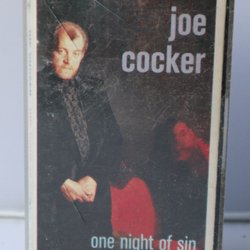 joe
cocker
one night of sin